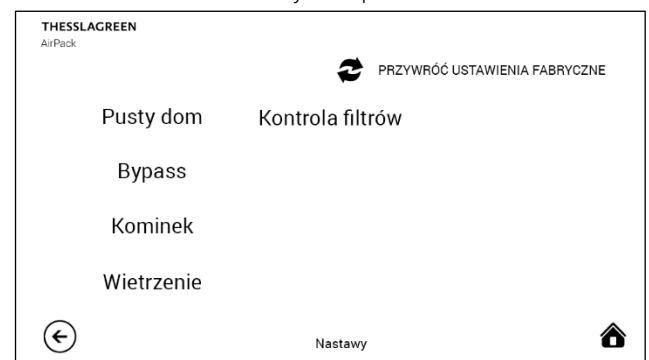 THESSLAGREEN
AirPack
PRZYWRÓĆ USTAWIENIA FABRYCZNE
Pusty dom Kontrola filtrów
Bypass
Kominek
Wietrzenie
Nastawy